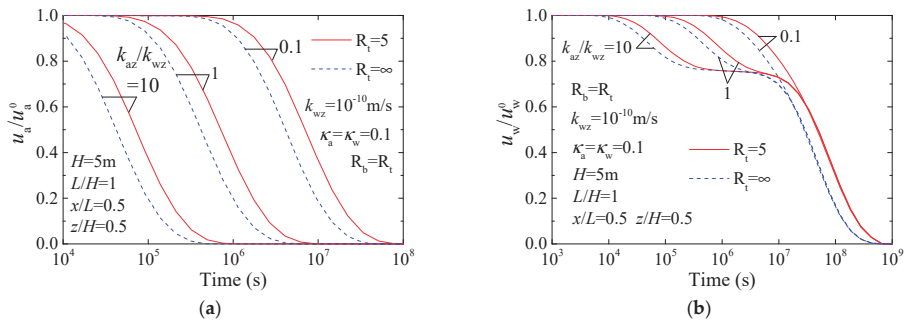 u_a/u_a^0
1.0
0.8
0.6
0.4
0.2
0.0
k_az/k_wz
=10
1
0.1
R_t=5
R_t=∞
k_wz=10^-10 m/s
κ_a=κ_w=0.1
R_b=R_t
H=5m
L/H=1
x/L=0.5
z/H=0.5
10^4 10^5 10^6 10^7 10^8
Time (s)
(a)
u_w/u_w^0
1.0
0.8
0.6
0.4
0.2
0.0
k_az/k_wz=10
1
0.1
R_b=R_t
k_wz=10^-10 m/s
κ_a=κ_w=0.1
H=5m
L/H=1
x/L=0.5 z/H=0.5
R_t=5
R_t=∞
10^3 10^4 10^5 10^6 10^7 10^8 10^9
Time (s)
(b)